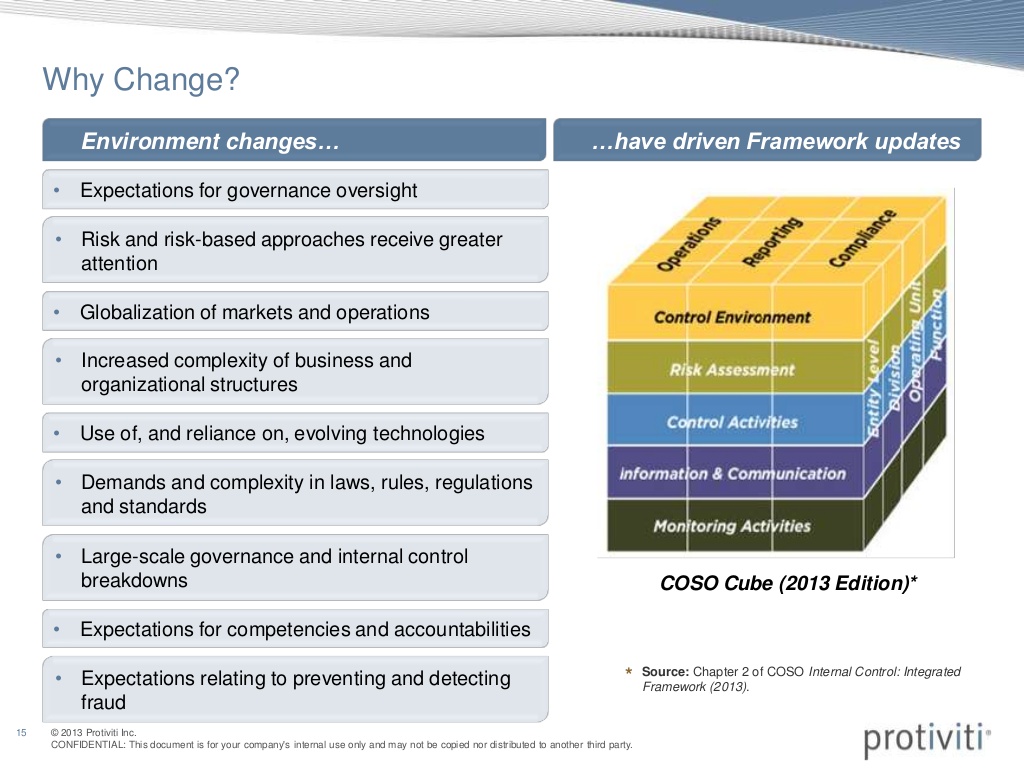 Why Change?
Environment changes…
…have driven Framework updates
• Expectations for governance oversight
• Risk and risk-based approaches receive greater
attention
• Globalization of markets and operations
• Increased complexity of business and
organizational structures
• Use of, and reliance on, evolving technologies
• Demands and complexity in laws, rules, regulations
and standards
• Large-scale governance and internal control
breakdowns
• Expectations for competencies and accountabilities
• Expectations relating to preventing and detecting
fraud
Operations
Reporting
Compliance
Control Environment
Risk Assessment
Control Activities
Information & Communication
Monitoring Activities
Entity Level
Division
Operating Unit
Function
COSO Cube (2013 Edition)*
* Source: Chapter 2 of COSO Internal Control: Integrated
Framework (2013).
15
© 2013 Protiviti Inc.
CONFIDENTIAL: This document is for your company's internal use only and may not be copied nor distributed to another third party.
protiviti®